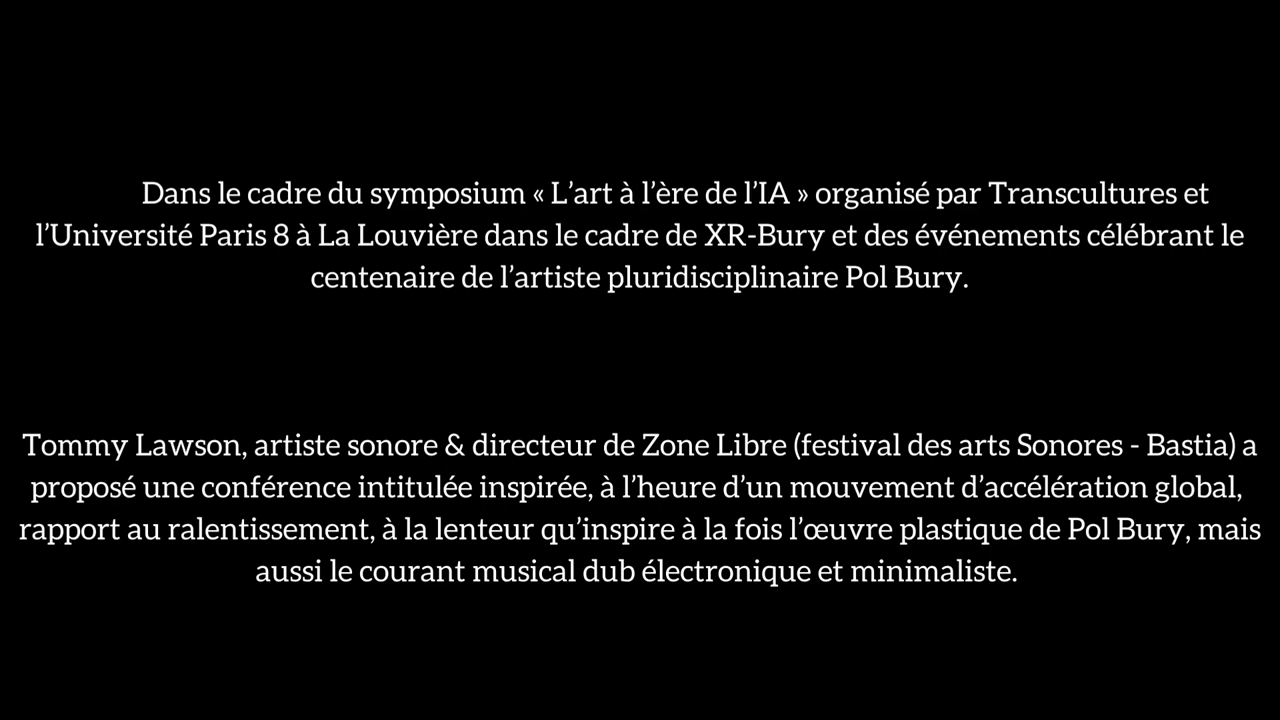 Dans le cadre du symposium « L’art à l’ère de l’IA » organisé par Transcultures et
l’Université Paris 8 à La Louvière dans le cadre de XR-Bury et des événements célébrant le
centenaire de l’artiste pluridisciplinaire Pol Bury.
Tommy Lawson, artiste sonore & directeur de Zone Libre (festival des arts Sonores - Bastia) a
proposé une conférence intitulée inspirée, à l’heure d’un mouvement d’accélération global,
rapport au ralentissement, à la lenteur qu’inspire à la fois l’œuvre plastique de Pol Bury, mais
aussi le courant musical dub électronique et minimaliste.